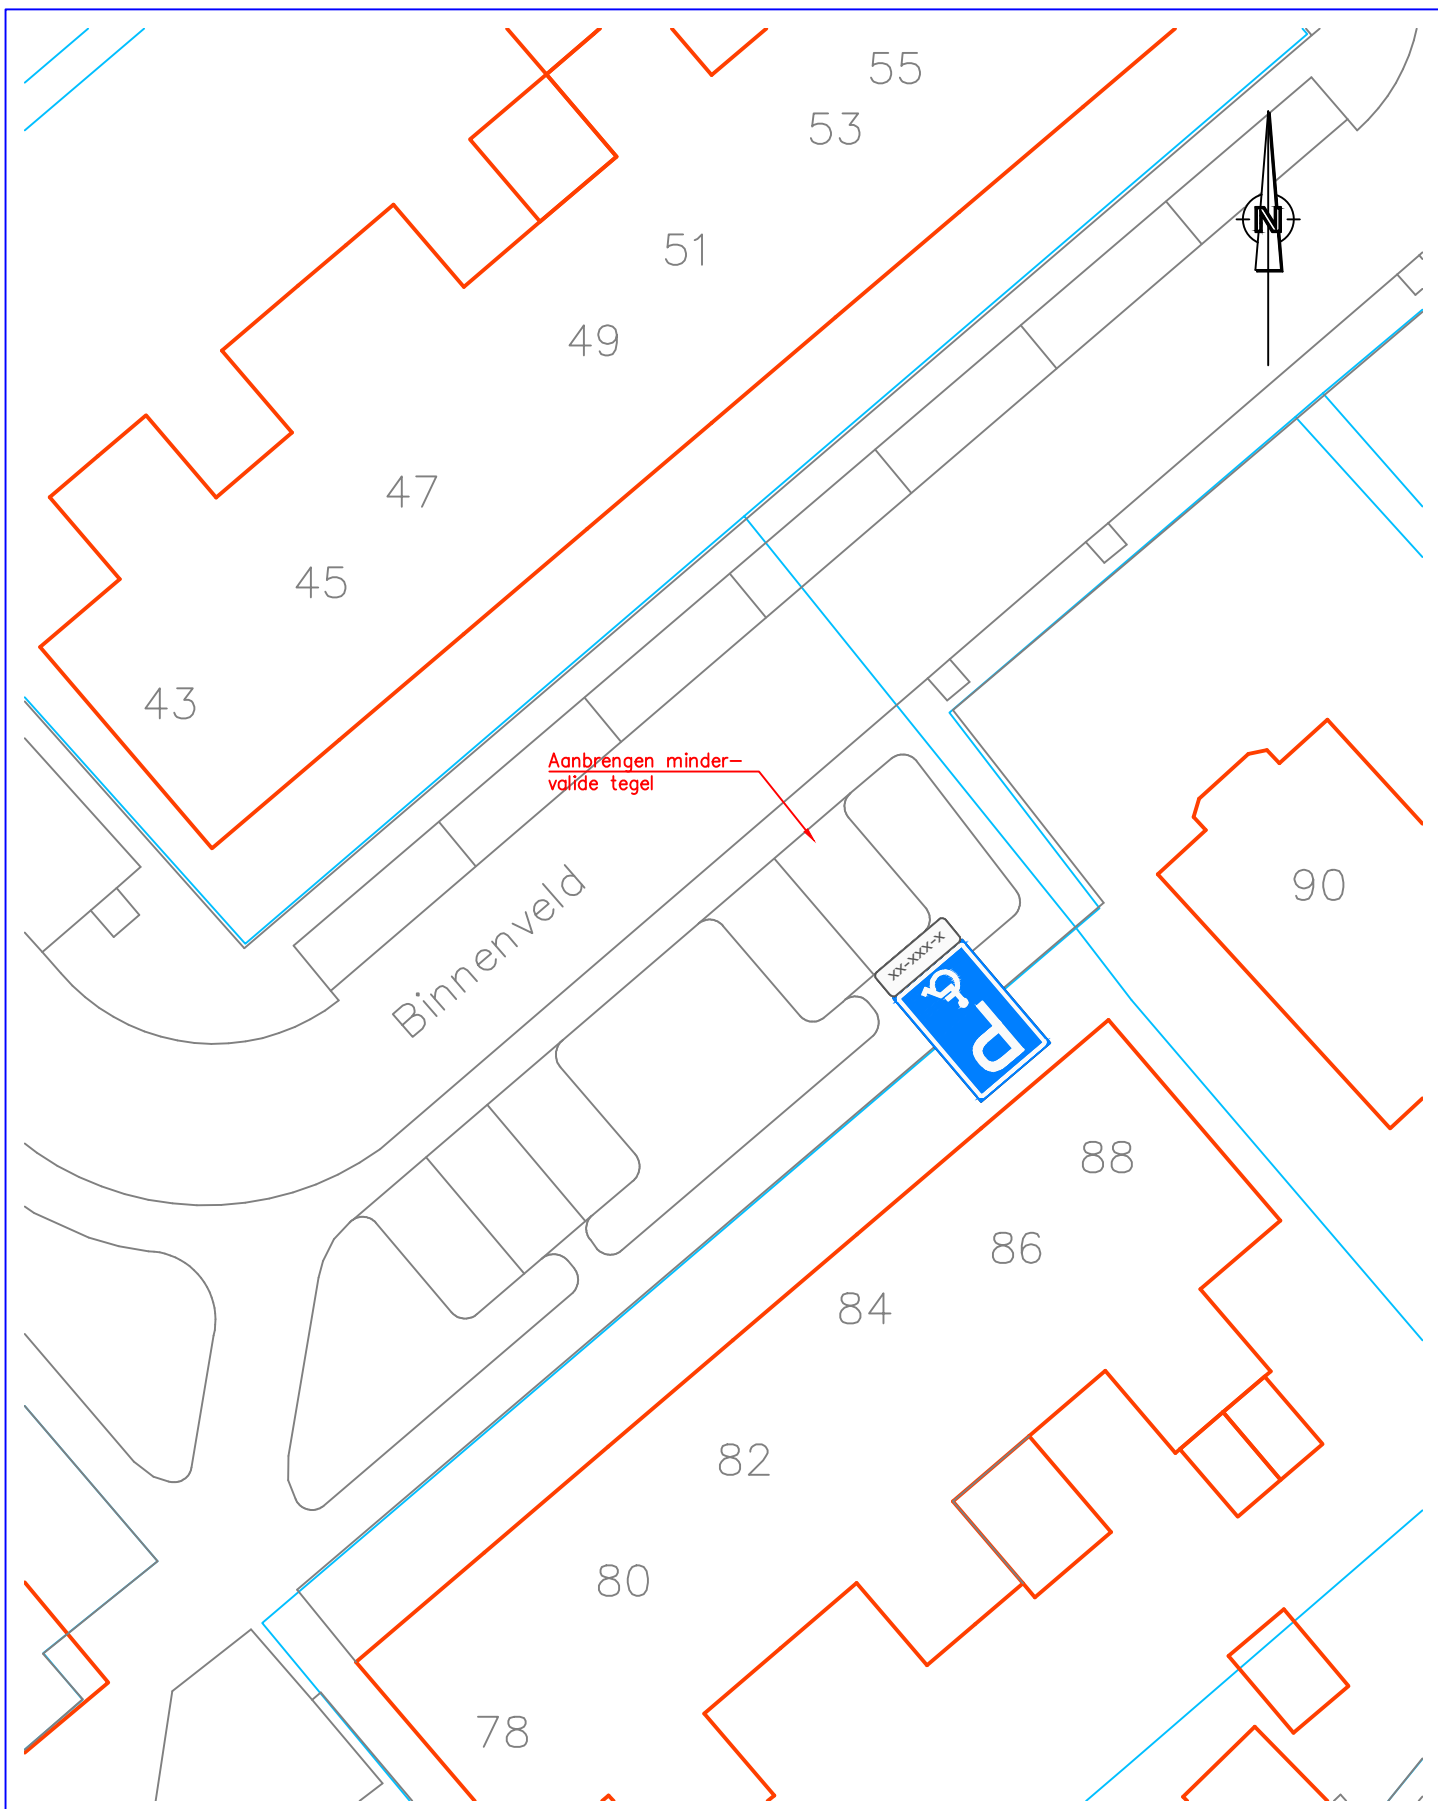 55
53
N
51
49
47
45
43
Aanbrengen minder-
valide tegel
Binnenveld
90
xx-xxx-x
P
88
86
84
82
80
78